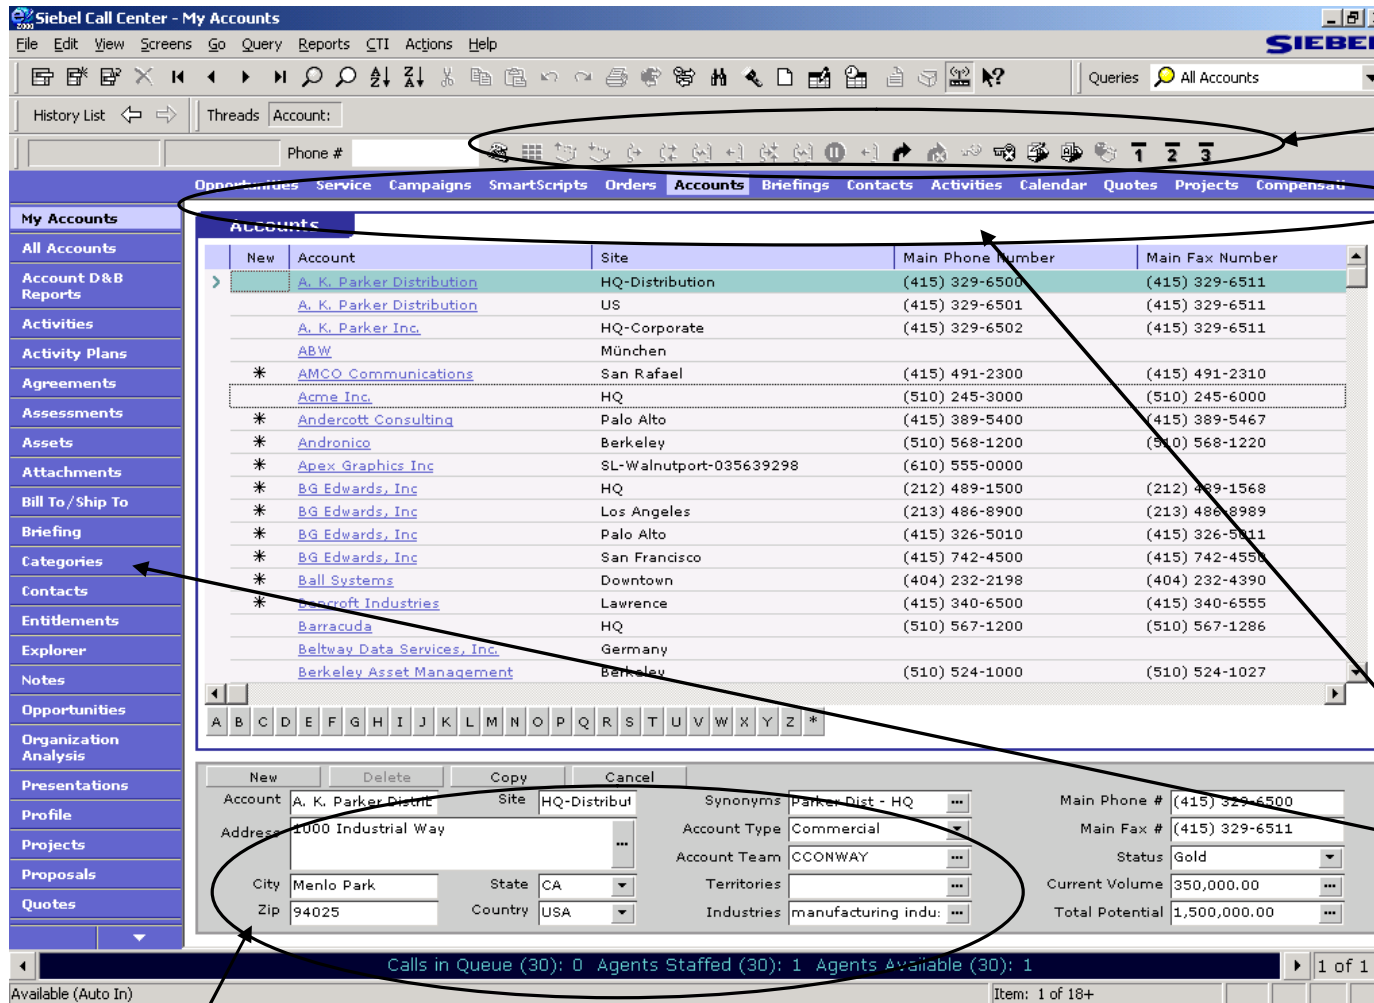 Siebel Call Center - My Accounts
File Edit View Screens Go Query Reports CTI Actions Help
SIEBEL
Queries All Accounts
History List Threads Account:
Phone #
1 2 3
Opportunities Service Campaigns SmartScripts Orders Accounts Briefings Contacts Activities Calendar Quotes Projects Compensati
My Accounts
All Accounts
Account D&B
Reports
Activities
Activity Plans
Agreements
Assessments
Assets
Attachments
Bill To/Ship To
Briefing
Categories
Contacts
Entitlements
Explorer
Notes
Opportunities
Organization
Analysis
Presentations
Profile
Projects
Proposals
Quotes
Accounts
New Account Site Main Phone Number Main Fax Number
A. K. Parker Distribution HQ-Distribution (415) 329-6500 (415) 329-6511
A. K. Parker Distribution US (415) 329-6501 (415) 329-6511
A. K. Parker Inc. HQ-Corporate (415) 329-6502 (415) 329-6511
ABW München
* AMCO Communications San Rafael (415) 491-2300 (415) 491-2310
Acme Inc. HQ (510) 245-3000 (510) 245-6000
* Andercott Consulting Palo Alto (415) 389-5400 (415) 389-5467
* Andronico Berkeley (510) 568-1200 (510) 568-1220
* Apex Graphics Inc SL-Walnutport-035639298 (610) 555-0000
* BG Edwards, Inc HQ (212) 489-1500 (212) 489-1568
* BG Edwards, Inc Los Angeles (213) 486-8900 (213) 486-8989
* BG Edwards, Inc Palo Alto (415) 326-5010 (415) 326-5011
* BG Edwards, Inc San Francisco (415) 742-4500 (415) 742-4550
* Ball Systems Downtown (404) 232-2198 (404) 232-4390
* Bancroft Industries Lawrence (415) 340-6500 (415) 340-6555
Barracuda HQ (510) 567-1200 (510) 567-1286
Beltway Data Services, Inc. Germany
Berkeley Asset Management Berkeley (510) 524-1000 (510) 524-1027
A B C D E F G H I J K L M N O P Q R S T U V W X Y Z *
New Delete Copy Cancel
Account A. K. Parker Distrib Site HQ-Distribut Synonyms Parker Dist - HQ Main Phone # (415) 329-6500
Address 1000 Industrial Way Account Type Commercial Main Fax # (415) 329-6511
Account Team CCONWAY Status Gold
City Menlo Park State CA Territories Current Volume 350,000.00
Zip 94025 Country USA Industries manufacturing indu: Total Potential 1,500,000.00
Calls in Queue (30): 0 Agents Staffed (30): 1 Agents Available (30): 1
1 of 1
Available (Auto In) Item: 1 of 18+